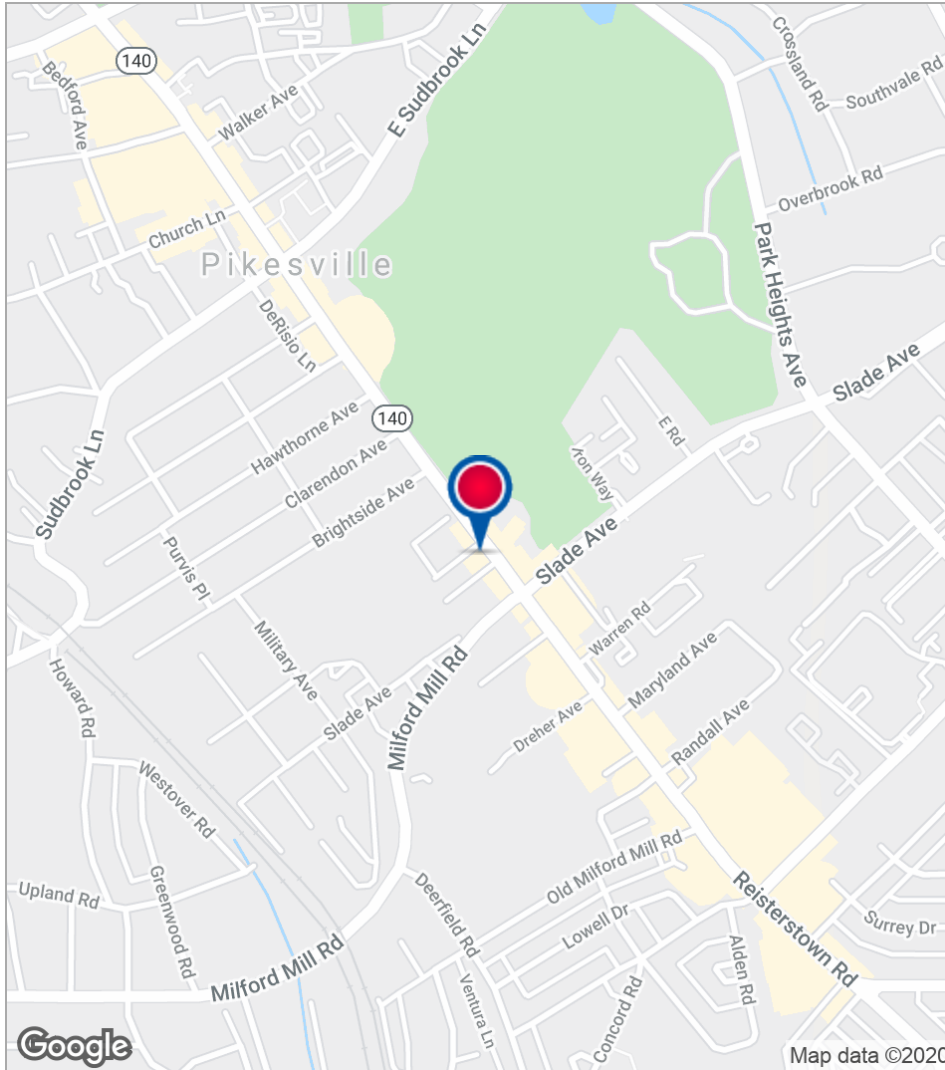 140
Bedford Ave
Walker Ave
E Sudbrook Ln
Crossland Rd
Southvale Rd
Overbrook Rd
Church Ln
Pikesville
Park Heights Ave
DeRisio Ln
Slade Ave
140
Hawthorne Ave
Clarendon Ave
Brightside Ave
E Rd
Way
Sudbrook Ln
Purvis Pl
Slade Ave
Military Ave
Warren Rd
Maryland Ave
Howard Rd
Slade Ave
Milford Mill Rd
Dreher Ave
Randall Ave
Westover Rd
Old Milford Mill Rd
Reisterstown Rd
Upland Rd
Greenwood Rd
Deerfield Rd
Lowell Dr
Surrey Dr
Alden Rd
Milford Mill Rd
Ventura Ln
Concord Rd
Google
Map data ©2020